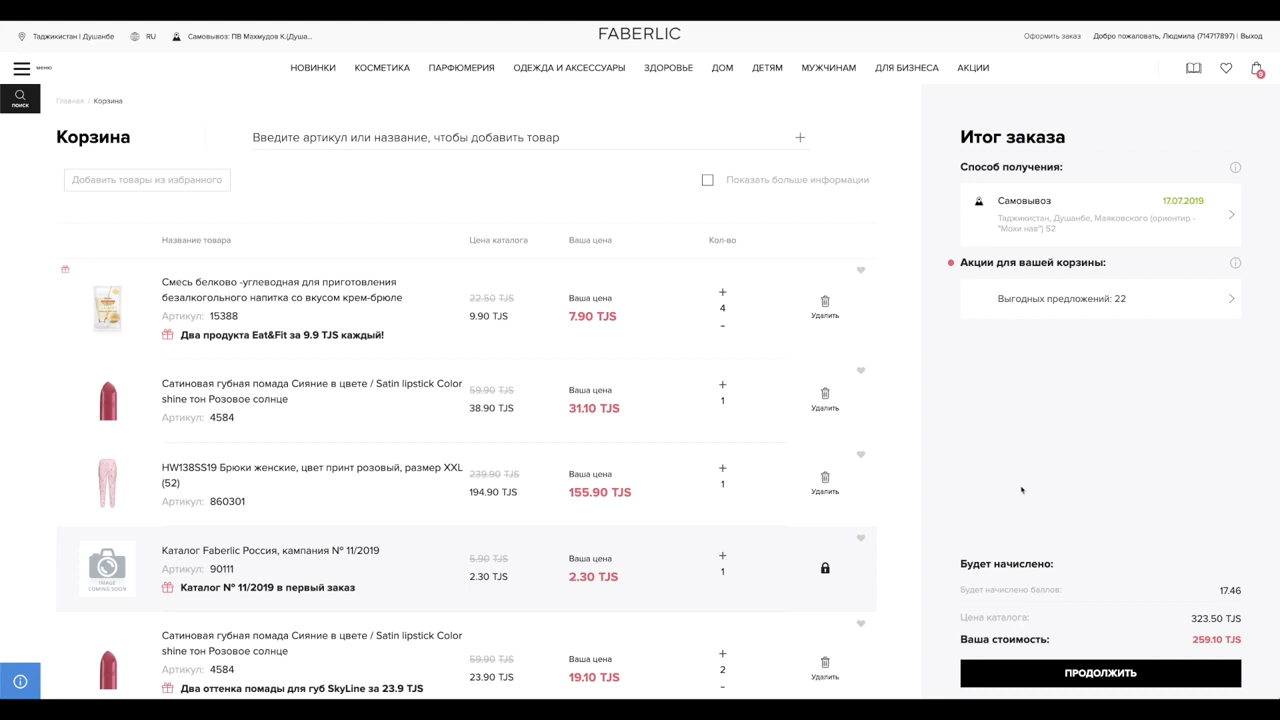 Таджикистан | Душанбе
RU
Самовывоз: ПВ Махмудов К.(Душа...
FABERLIC
Оформить заказ
Добро пожаловать, Людмила (714717897) | Выход
МЕНЮ
НОВИНКИ
КОСМЕТИКА
ПАРФЮМЕРИЯ
ОДЕЖДА И АКСЕССУАРЫ
ЗДОРОВЬЕ
ДОМ
ДЕТЯМ
МУЖЧИНАМ
ДЛЯ БИЗНЕСА
АКЦИИ
ПОИСК
Главная / Корзина
Корзина
Введите артикул или название, чтобы добавить товар
Добавить товары из избранного
Показать больше информации
Название товара
Цена каталога
Ваша цена
Кол-во
Смесь белково -углеводная для приготовления
безалкогольного напитка со вкусом крем-брюле
Артикул: 15388
Два продукта Eat&Fit за 9.9 TJS каждый!
22.50 TJS
9.90 TJS
Ваша цена
7.90 TJS
+
4
-
Удалить
Сатиновая губная помада Сияние в цвете / Satin lipstick Color
shine тон Розовое солнце
Артикул: 4584
59.90 TJS
38.90 TJS
Ваша цена
31.10 TJS
+
1
Удалить
HW138SS19 Брюки женские, цвет принт розовый, размер XXL
(52)
Артикул: 860301
239.90 TJS
194.90 TJS
Ваша цена
155.90 TJS
+
1
Удалить
IMAGE
COMING SOON
Каталог Faberlic Россия, кампания № 11/2019
Артикул: 90111
Каталог № 11/2019 в первый заказ
5.90 TJS
2.30 TJS
Ваша цена
2.30 TJS
+
1
Сатиновая губная помада Сияние в цвете / Satin lipstick Color
shine тон Розовое солнце
Артикул: 4584
Два оттенка помады для губ SkyLine за 23.9 TJS
59.90 TJS
23.90 TJS
Ваша цена
19.10 TJS
+
2
-
Удалить
Итог заказа
Способ получения:
Самовывоз
17.07.2019
Таджикистан, Душанбе, Маяковского (ориентир -
"Мохи нав") 52
Акции для вашей корзины:
Выгодных предложений: 22
Будет начислено:
Будет начислено баллов: 17.46
Цена каталога: 323.50 TJS
Ваша стоимость: 259.10 TJS
ПРОДОЛЖИТЬ